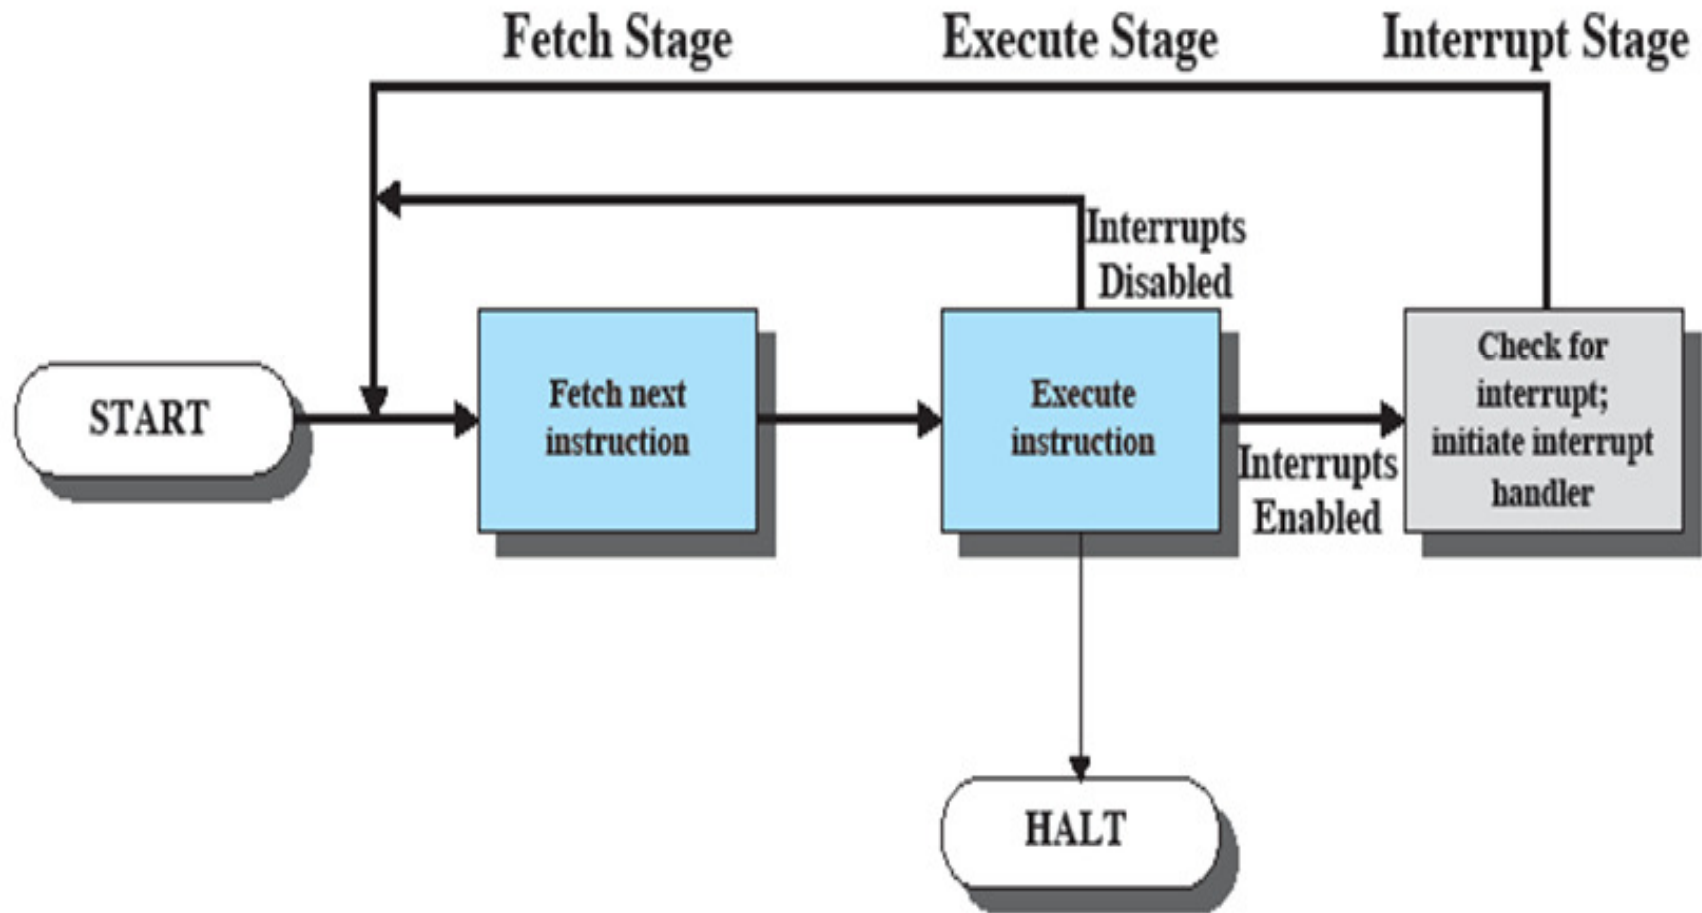 Fetch Stage
Execute Stage
Interrupt Stage
Interrupts
Disabled
START
Fetch next
instruction
Execute
instruction
Interrupts
Enabled
Check for
interrupt;
initiate interrupt
handler
HALT